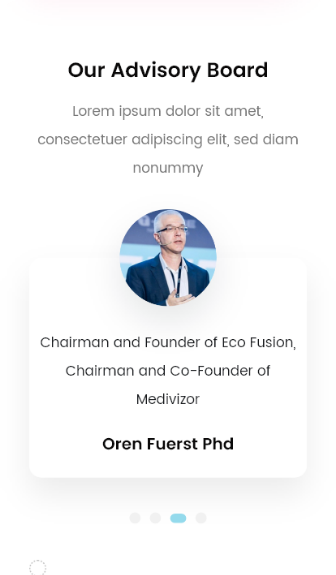 Our Advisory Board
Lorem ipsum dolor sit amet,
consectetuer adipiscing elit, sed diam
nonummy
Chairman and Founder of Eco Fusion,
Chairman and Co-Founder of
Medivizor
Oren Fuerst Phd